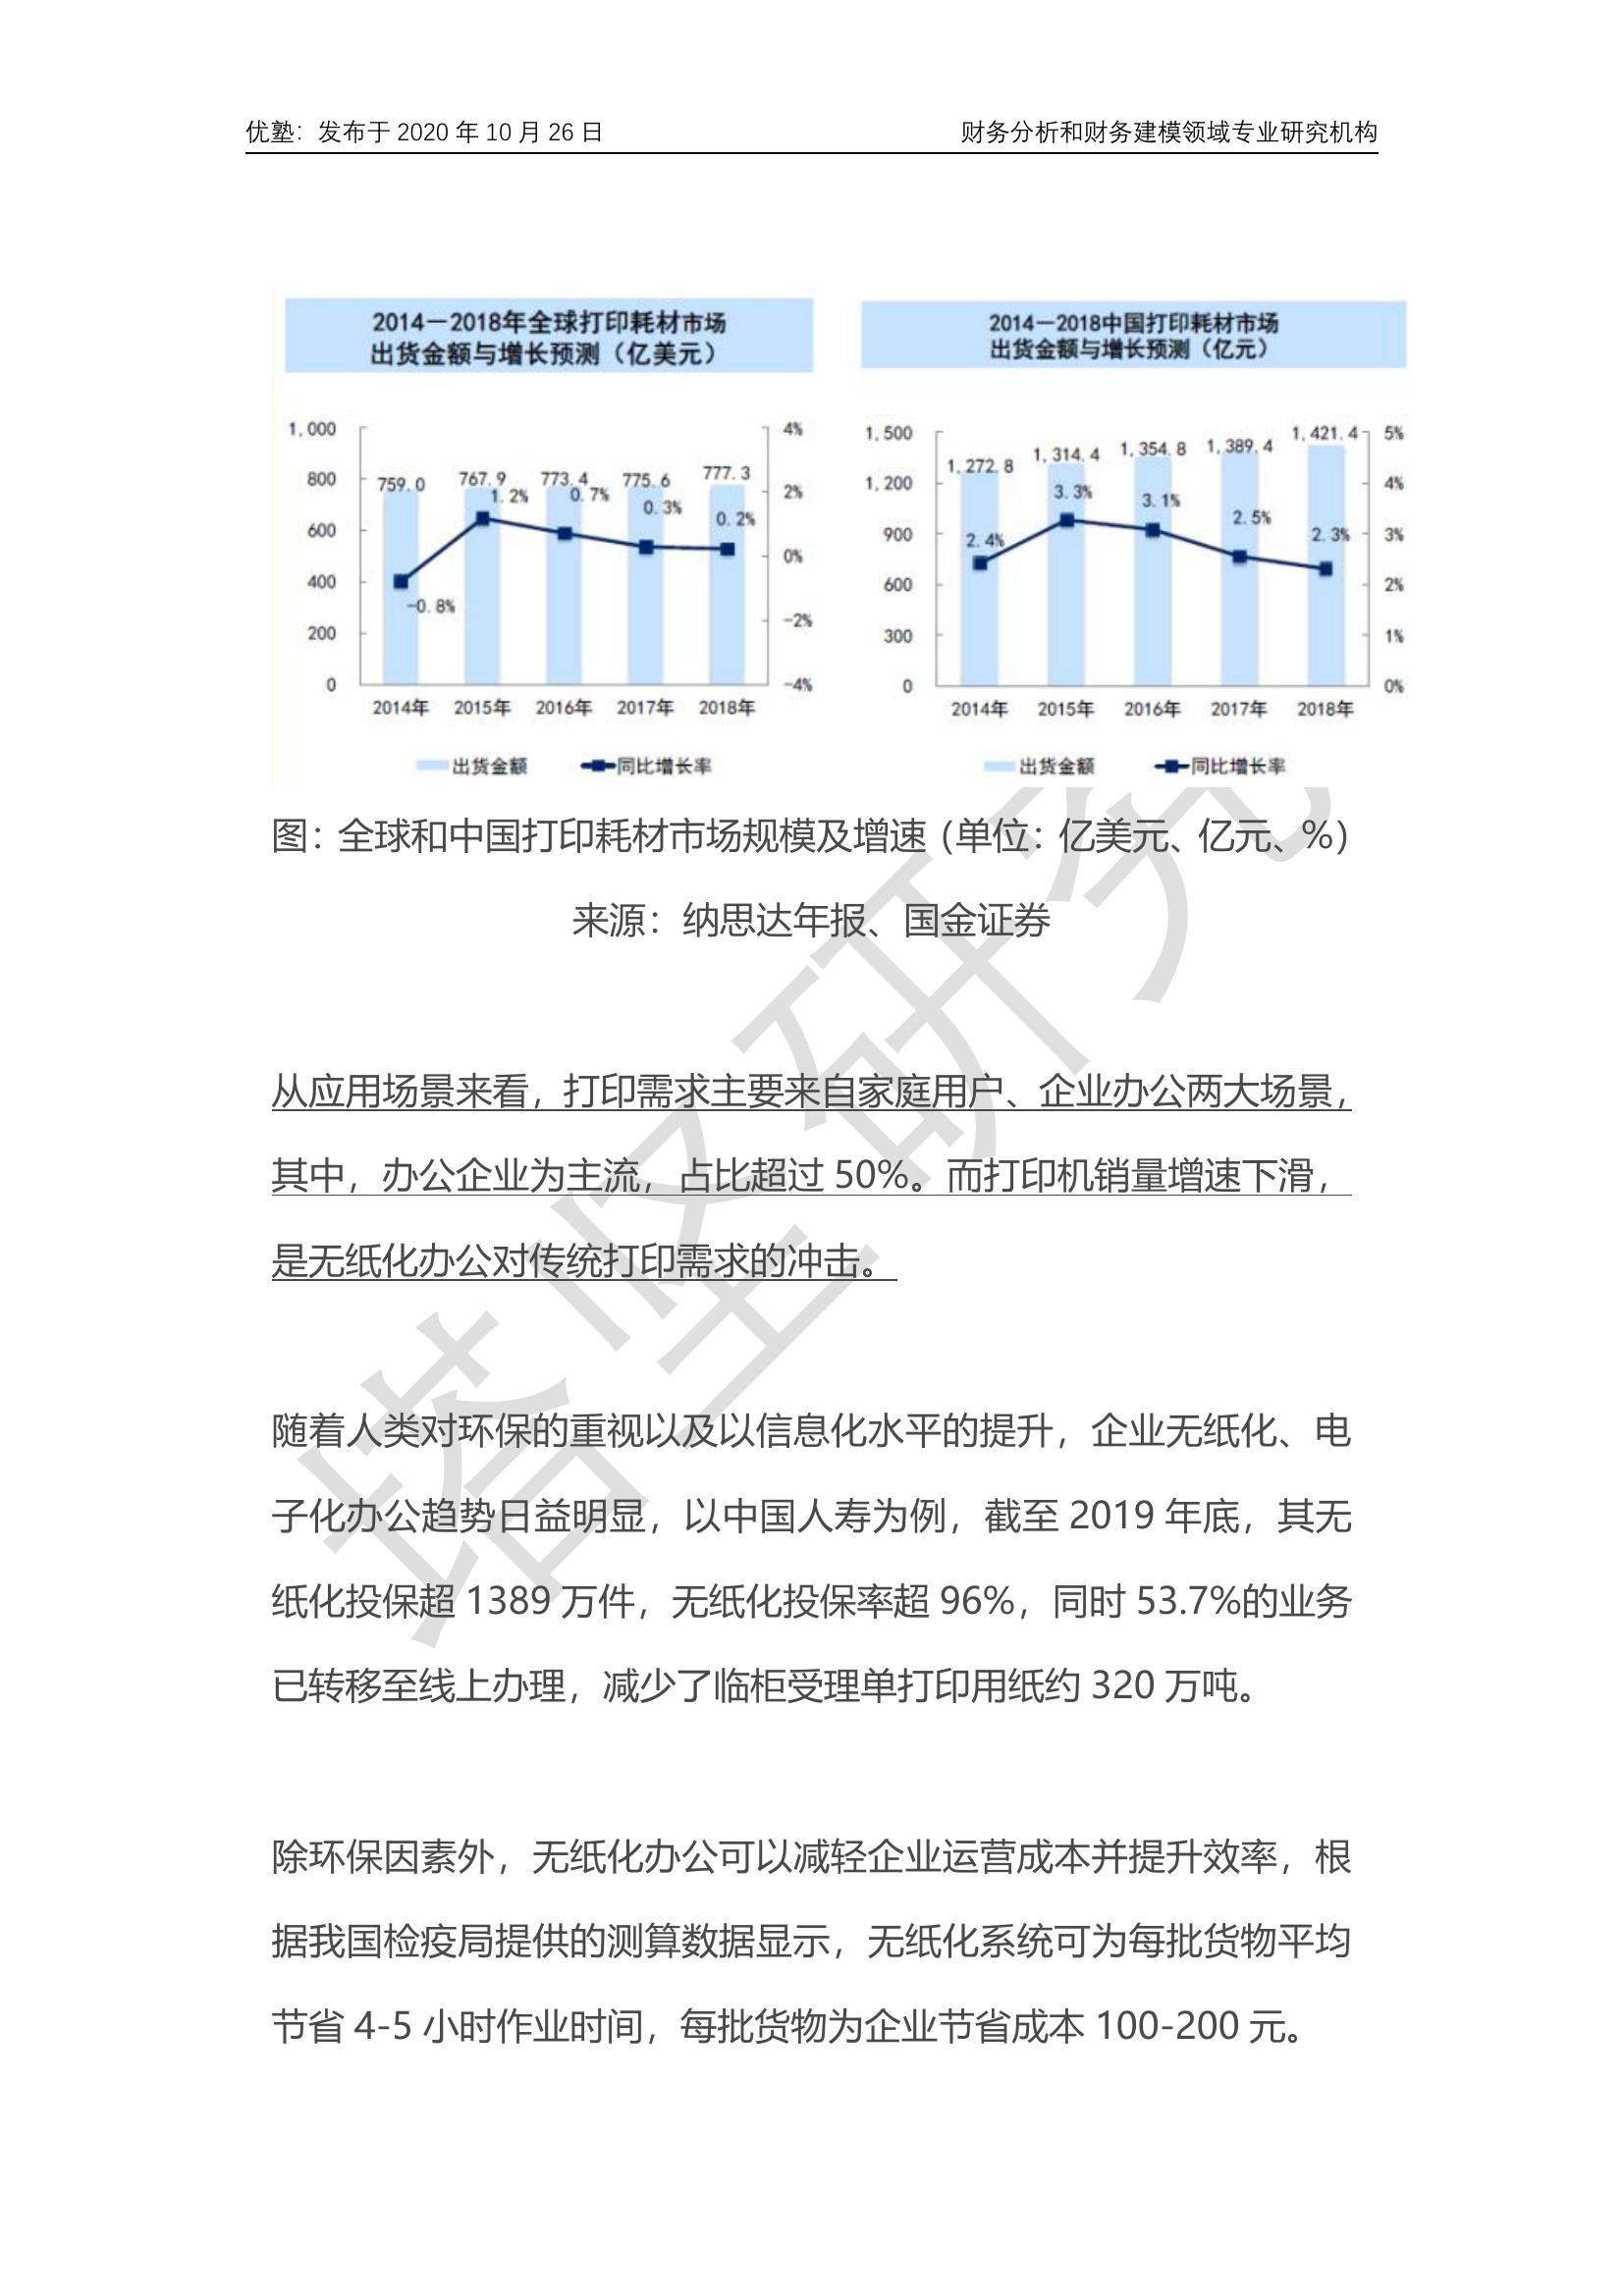 优塾：发布于 2020 年 10 月 26 日 财务分析和财务建模领域专业研究机构
2014－2018年全球打印耗材市场
出货金额与增长预测（亿美元）
1,000
800
600
400
200
0
4%
2%
0%
-2%
-4%
759.0
767.9
773.4
775.6
777.3
-0.8%
1.2%
0.7%
0.3%
0.2%
2014年 2015年 2016年 2017年 2018年
出货金额 同比增长率
2014－2018中国打印耗材市场
出货金额与增长预测（亿元）
1,500
1,200
900
600
300
0
5%
4%
3%
2%
1%
0%
1,272.8
1,314.4
1,354.8
1,389.4
1,421.4
2.4%
3.3%
3.1%
2.5%
2.3%
2014年 2015年 2016年 2017年 2018年
出货金额 同比增长率
图：全球和中国打印耗材市场规模及增速（单位：亿美元、亿元、%）
来源：纳思达年报、国金证券
从应用场景来看，打印需求主要来自家庭用户、企业办公两大场景，
其中，办公企业为主流，占比超过 50%。而打印机销量增速下滑，
是无纸化办公对传统打印需求的冲击。
随着人类对环保的重视以及以信息化水平的提升，企业无纸化、电
子化办公趋势日益明显，以中国人寿为例，截至 2019 年底，其无
纸化投保超 1389 万件，无纸化投保率超 96%，同时 53.7%的业务
已转移至线上办理，减少了临柜受理单打印用纸约 320 万吨。
除环保因素外，无纸化办公可以减轻企业运营成本并提升效率，根
据我国检疫局提供的测算数据显示，无纸化系统可为每批货物平均
节省 4-5 小时作业时间，每批货物为企业节省成本 100-200 元。
塔坚研究